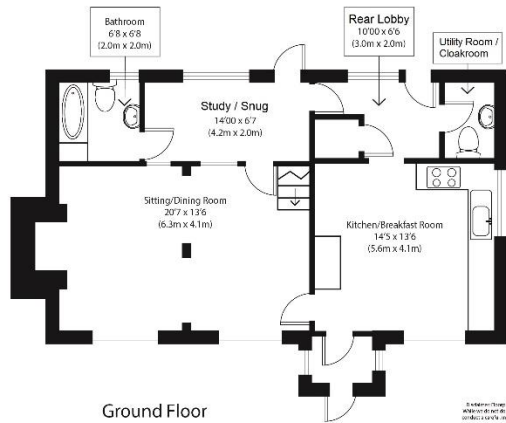 Bathroom
6'8 x 6'8
(2.0m x 2.0m)
Rear Lobby
10'00 x 6'6
(3.0m x 2.0m)
Utility Room /
Cloakroom
Study / Snug
14'00 x 6'7
(4.2m x 2.0m)
Sitting/Dining Room
20'7 x 13'6
(6.3m x 4.1m)
Kitchen/Breakfast Room
14'5 x 13'6
(5.6m x 4.1m)
Ground Floor